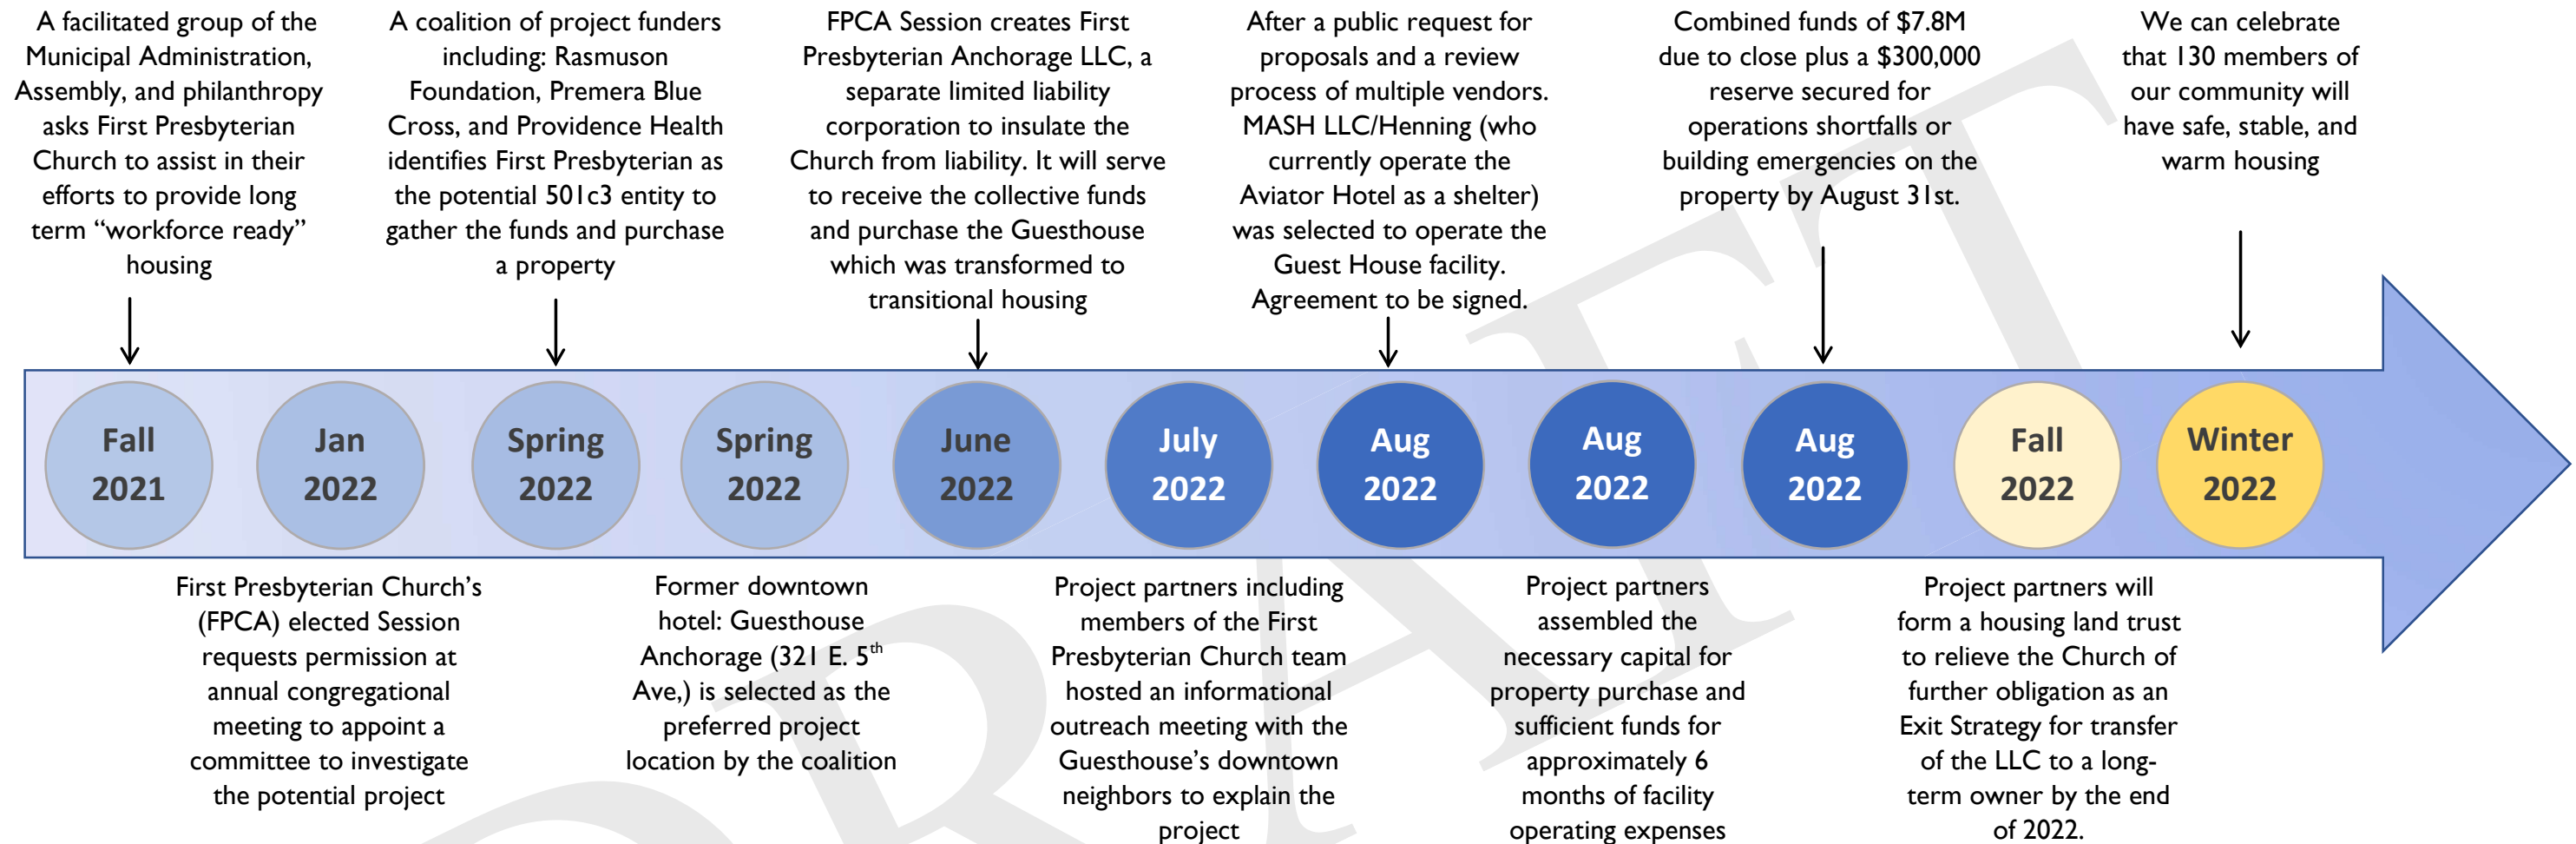 A facilitated group of the
Municipal Administration,
Assembly, and philanthropy
asks First Presbyterian
Church to assist in their
efforts to provide long
term “workforce ready”
housing
A coalition of project funders
including: Rasmuson
Foundation, Premera Blue
Cross, and Providence Health
identifies First Presbyterian as
the potential 501c3 entity to
gather the funds and purchase
a property
FPCA Session creates First
Presbyterian Anchorage LLC, a
separate limited liability
corporation to insulate the
Church from liability. It will serve
to receive the collective funds
and purchase the Guesthouse
which was transformed to
transitional housing
After a public request for
proposals and a review
process of multiple vendors.
MASH LLC/Henning (who
currently operate the
Aviator Hotel as a shelter)
was selected to operate the
Guest House facility.
Agreement to be signed.
Combined funds of $7.8M
due to close plus a $300,000
reserve secured for
operations shortfalls or
building emergencies on the
property by August 31st.
We can celebrate
that 130 members of
our community will
have safe, stable, and
warm housing
Fall
2021
Jan
2022
Spring
2022
Spring
2022
June
2022
July
2022
Aug
2022
Aug
2022
Aug
2022
Fall
2022
Winter
2022
First Presbyterian Church’s
(FPCA) elected Session
requests permission at
annual congregational
meeting to appoint a
committee to investigate
the potential project
Former downtown
hotel: Guesthouse
Anchorage (321 E. 5th
Ave,) is selected as the
preferred project
location by the coalition
Project partners including
members of the First
Presbyterian Church team
hosted an informational
outreach meeting with the
Guesthouse’s downtown
neighbors to explain the
project
Project partners
assembled the
necessary capital for
property purchase and
sufficient funds for
approximately 6
months of facility
operating expenses
Project partners will
form a housing land trust
to relieve the Church of
further obligation as an
Exit Strategy for transfer
of the LLC to a long-
term owner by the end
of 2022.
DRAFT